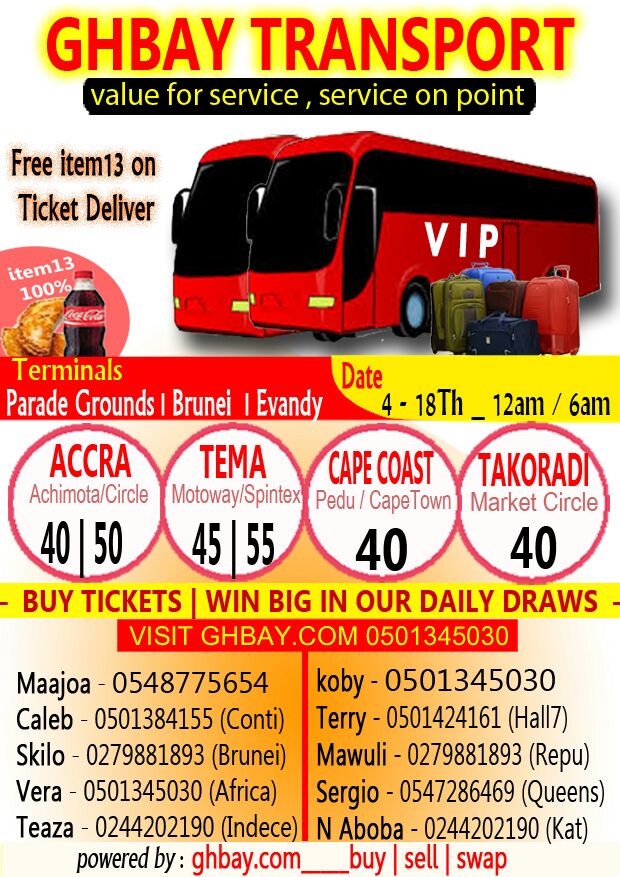 GHBAY TRANSPORT
value for service , service on point
Free item13 on
Ticket Deliver
VIP
item13
100%
Coca-Cola
Terminals
Parade Grounds I Brunei I Evandy
Date
4 - 18Th _ 12am / 6am
ACCRA
Achimota/Circle
40 | 50
TEMA
Motoway/Spintex
45 | 55
CAPE COAST
Pedu / CapeTown
40
TAKORADI
Market Circle
40
- BUY TICKETS | WIN BIG IN OUR DAILY DRAWS -
VISIT GHBAY.COM 0501345030
Maajoa - 0548775654
Caleb - 0501384155 (Conti)
Skilo - 0279881893 (Brunei)
Vera - 0501345030 (Africa)
Teaza - 0244202190 (Indece)
koby - 0501345030
Terry - 0501424161 (Hall7)
Mawuli - 0279881893 (Repu)
Sergio - 0547286469 (Queens)
N Aboba - 0244202190 (Kat)
powered by : ghbay.com____buy | sell | swap